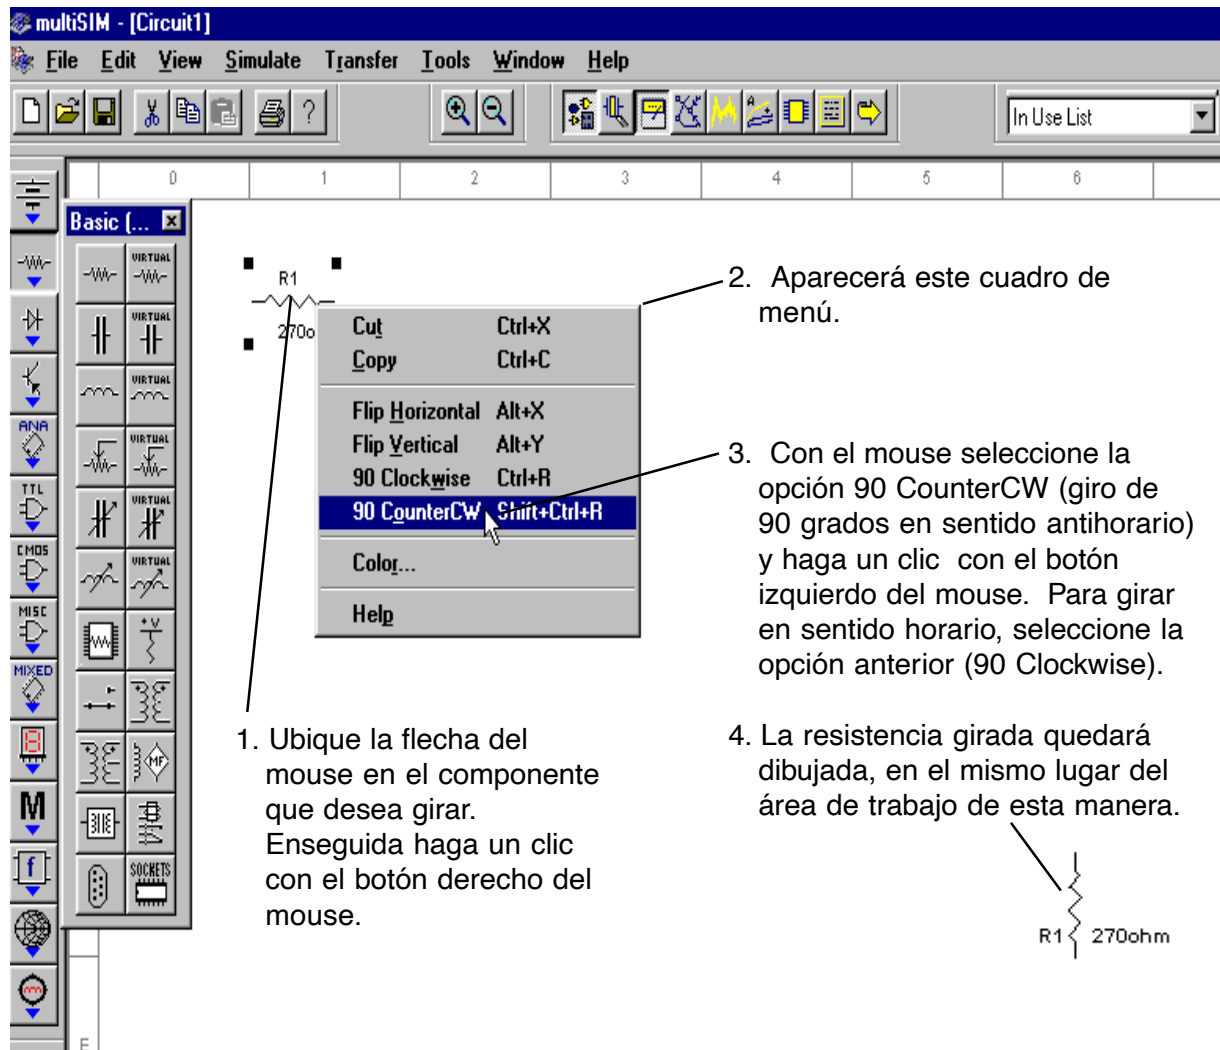 multiSIM - [Circuit1]
File Edit View Simulate Transfer Tools Window Help
In Use List
0 1 2 3 4 5 6
Basic (...
VIRTUAL
VIRTUAL
VIRTUAL
VIRTUAL
VIRTUAL
VIRTUAL
+V
MF
SOCKETS
ANA
TTL
CMOS
MISC
MIXED
M
f
E
R1
270o
Cut Ctrl+X
Copy Ctrl+C
Flip Horizontal Alt+X
Flip Vertical Alt+Y
90 Clockwise Ctrl+R
90 CounterCW Shift+Ctrl+R
Color...
Help
1. Ubique la flecha del
mouse en el componente
que desea girar.
Enseguida haga un clic
con el botón derecho del
mouse.
2. Aparecerá este cuadro de
menú.
3. Con el mouse seleccione la
opción 90 CounterCW (giro de
90 grados en sentido antihorario)
y haga un clic con el botón
izquierdo del mouse. Para girar
en sentido horario, seleccione la
opción anterior (90 Clockwise).
4. La resistencia girada quedará
dibujada, en el mismo lugar del
área de trabajo de esta manera.
R1 270ohm